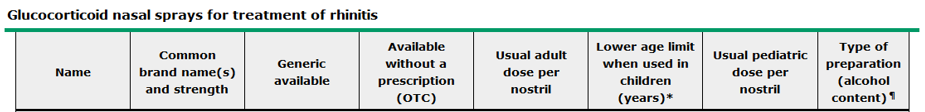 Glucocorticoid nasal sprays for treatment of rhinitis
Name
Common
brand name(s)
and strength
Generic
available
Available
without a
prescription
(OTC)
Usual adult
dose per
nostril
Lower age limit
when used in
children
(years)*
Usual pediatric
dose per
nostril
Type of
preparation
(alcohol
content)¶